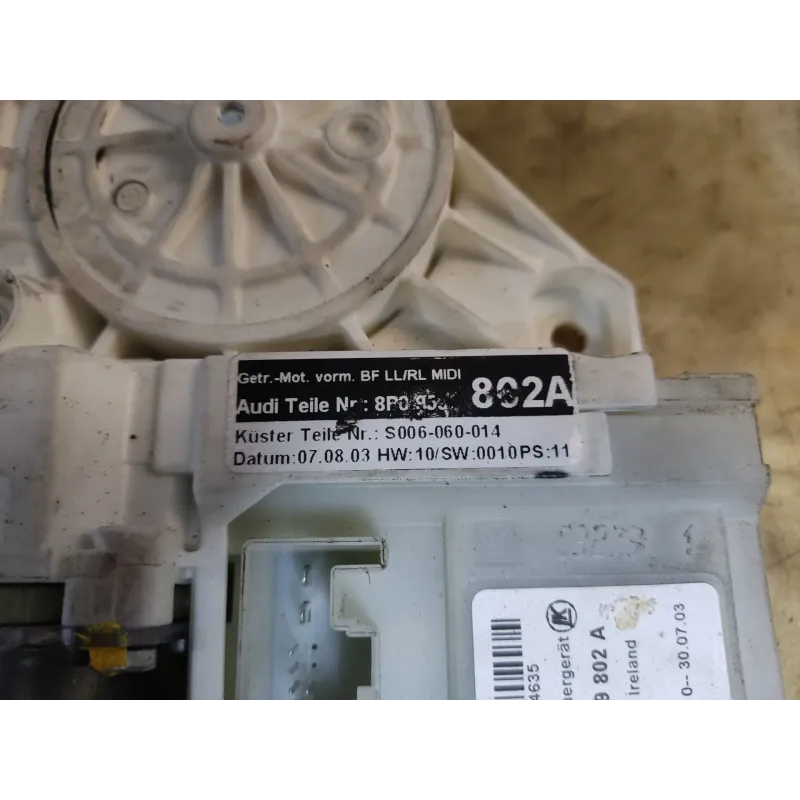 Getr.-Mot. vorm. BF LL/RL MIDI
Audi Teile Nr.: 8P0 802A
Küster Teile Nr.: S006-060-014
Datum:07.08.03 HW:10/SW:0010PS:11
4635
9 802 A
Ireland
30.07.03